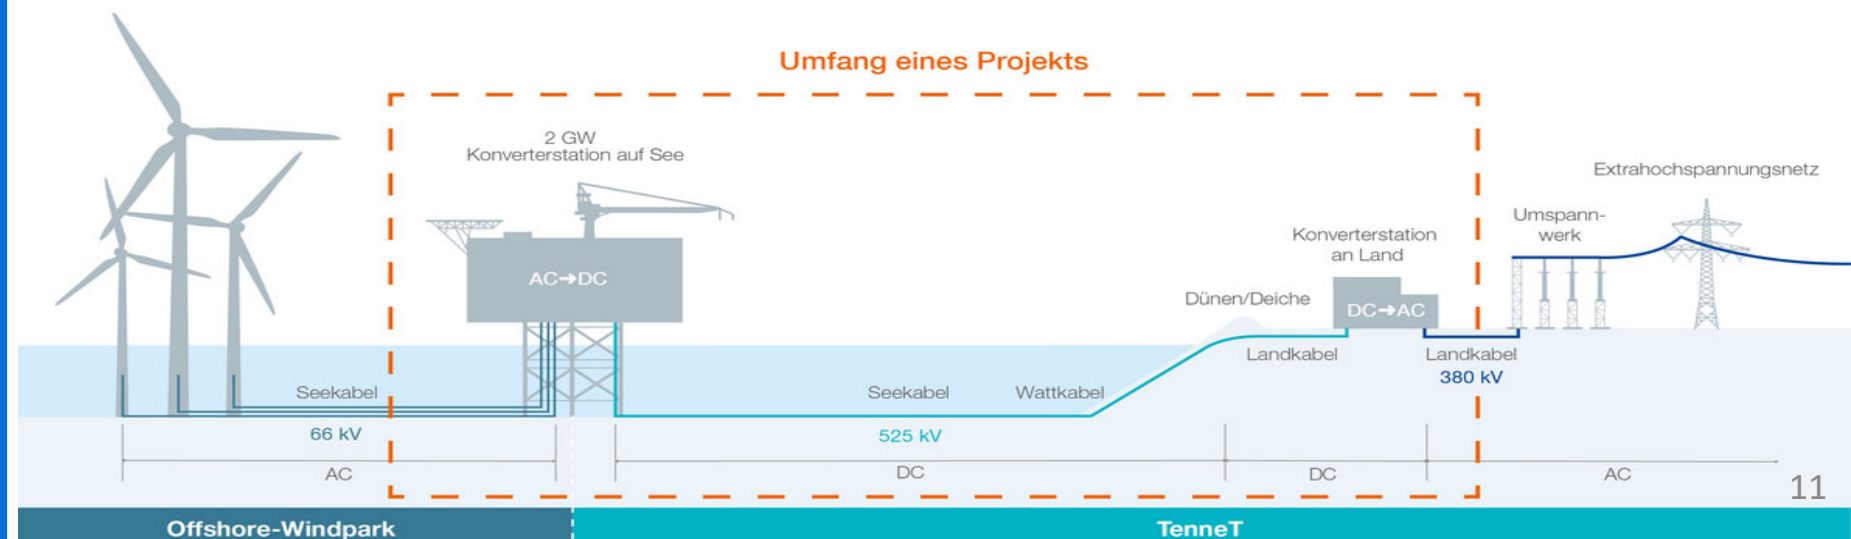 Umfang eines Projekts
2 GW
Konverterstation auf See
Extrahochspannungsnetz
Umspann-
werk
Konverterstation
an Land
AC→DC
Dünen/Deiche
DC→AC
Landkabel
Landkabel
380 kV
Seekabel
Seekabel
Wattkabel
66 kV
525 kV
AC
DC
DC
AC
11
Offshore-Windpark
TenneT